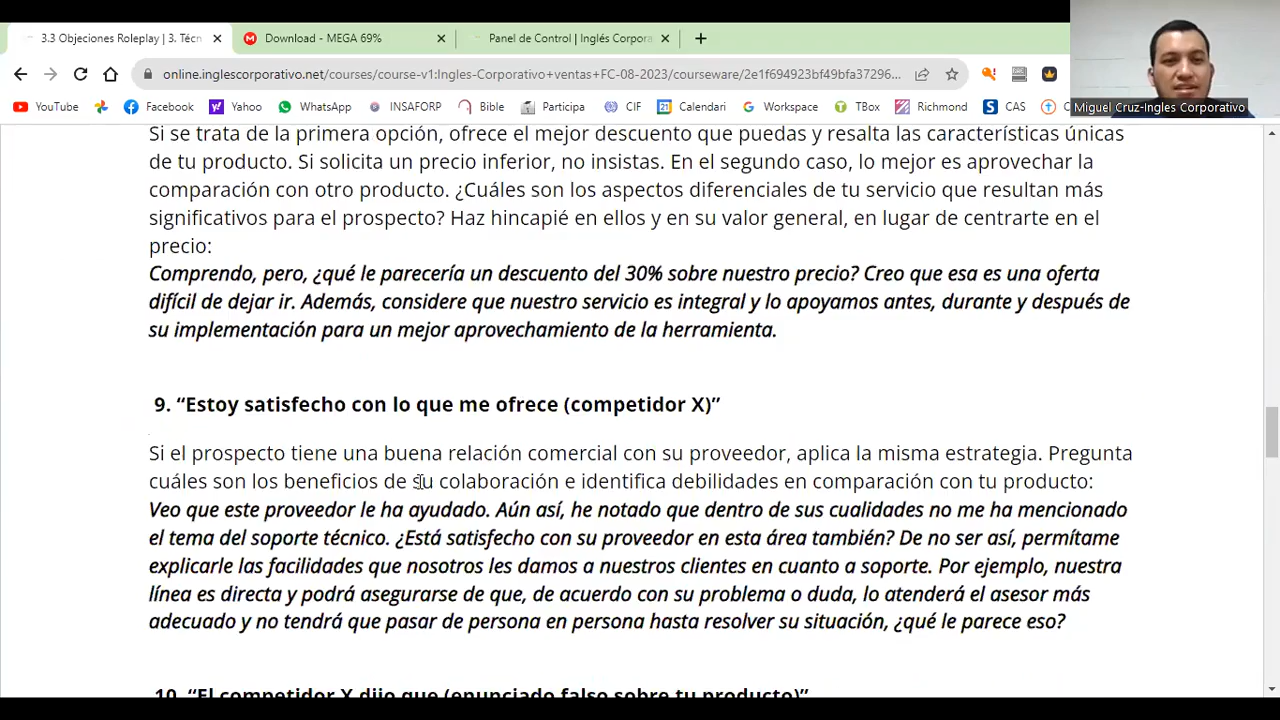 3.3 Objeciones Roleplay | 3. Técn
Download - MEGA 69%
Panel de Control | Inglés Corpora
online.inglescorporativo.net/courses/course-v1:Ingles-Corporativo+ventas+FC-08-2023/courseware/de1f694923bf49bfa37296...
YouTube
Facebook
Yahoo
WhatsApp
INSAFORP
Bible
Participa
CIF
Calendari
Workspace
TBox
Richmond
CAS
Miguel Cruz-Ingles Corporativo
Si se trata de la primera opción, ofrece el mejor descuento que puedas y resalta las características únicas
de tu producto. Si solicita un precio inferior, no insistas. En el segundo caso, lo mejor es aprovechar la
comparación con otro producto. ¿Cuáles son los aspectos diferenciales de tu servicio que resultan más
significativos para el prospecto? Haz hincapié en ellos y en su valor general, en lugar de centrarte en el
precio:
Comprendo, pero, ¿qué le parecería un descuento del 30% sobre nuestro precio? Creo que esa es una oferta
difícil de dejar ir. Además, considere que nuestro servicio es integral y lo apoyamos antes, durante y después de
su implementación para un mejor aprovechamiento de la herramienta.
9. “Estoy satisfecho con lo que me ofrece (competidor X)”
Si el prospecto tiene una buena relación comercial con su proveedor, aplica la misma estrategia. Pregunta
cuáles son los beneficios de su colaboración e identifica debilidades en comparación con tu producto:
Veo que este proveedor le ha ayudado. Aún así, he notado que dentro de sus cualidades no me ha mencionado
el tema del soporte técnico. ¿Está satisfecho con su proveedor en esta área también? De no ser así, permítame
explicarle las facilidades que nosotros les damos a nuestros clientes en cuanto a soporte. Por ejemplo, nuestra
línea es directa y podrá asegurarse de que, de acuerdo con su problema o duda, lo atenderá el asesor más
adecuado y no tendrá que pasar de persona en persona hasta resolver su situación, ¿qué le parece eso?
10. “El competidor X dijo que (enunciado falso sobre tu producto)”